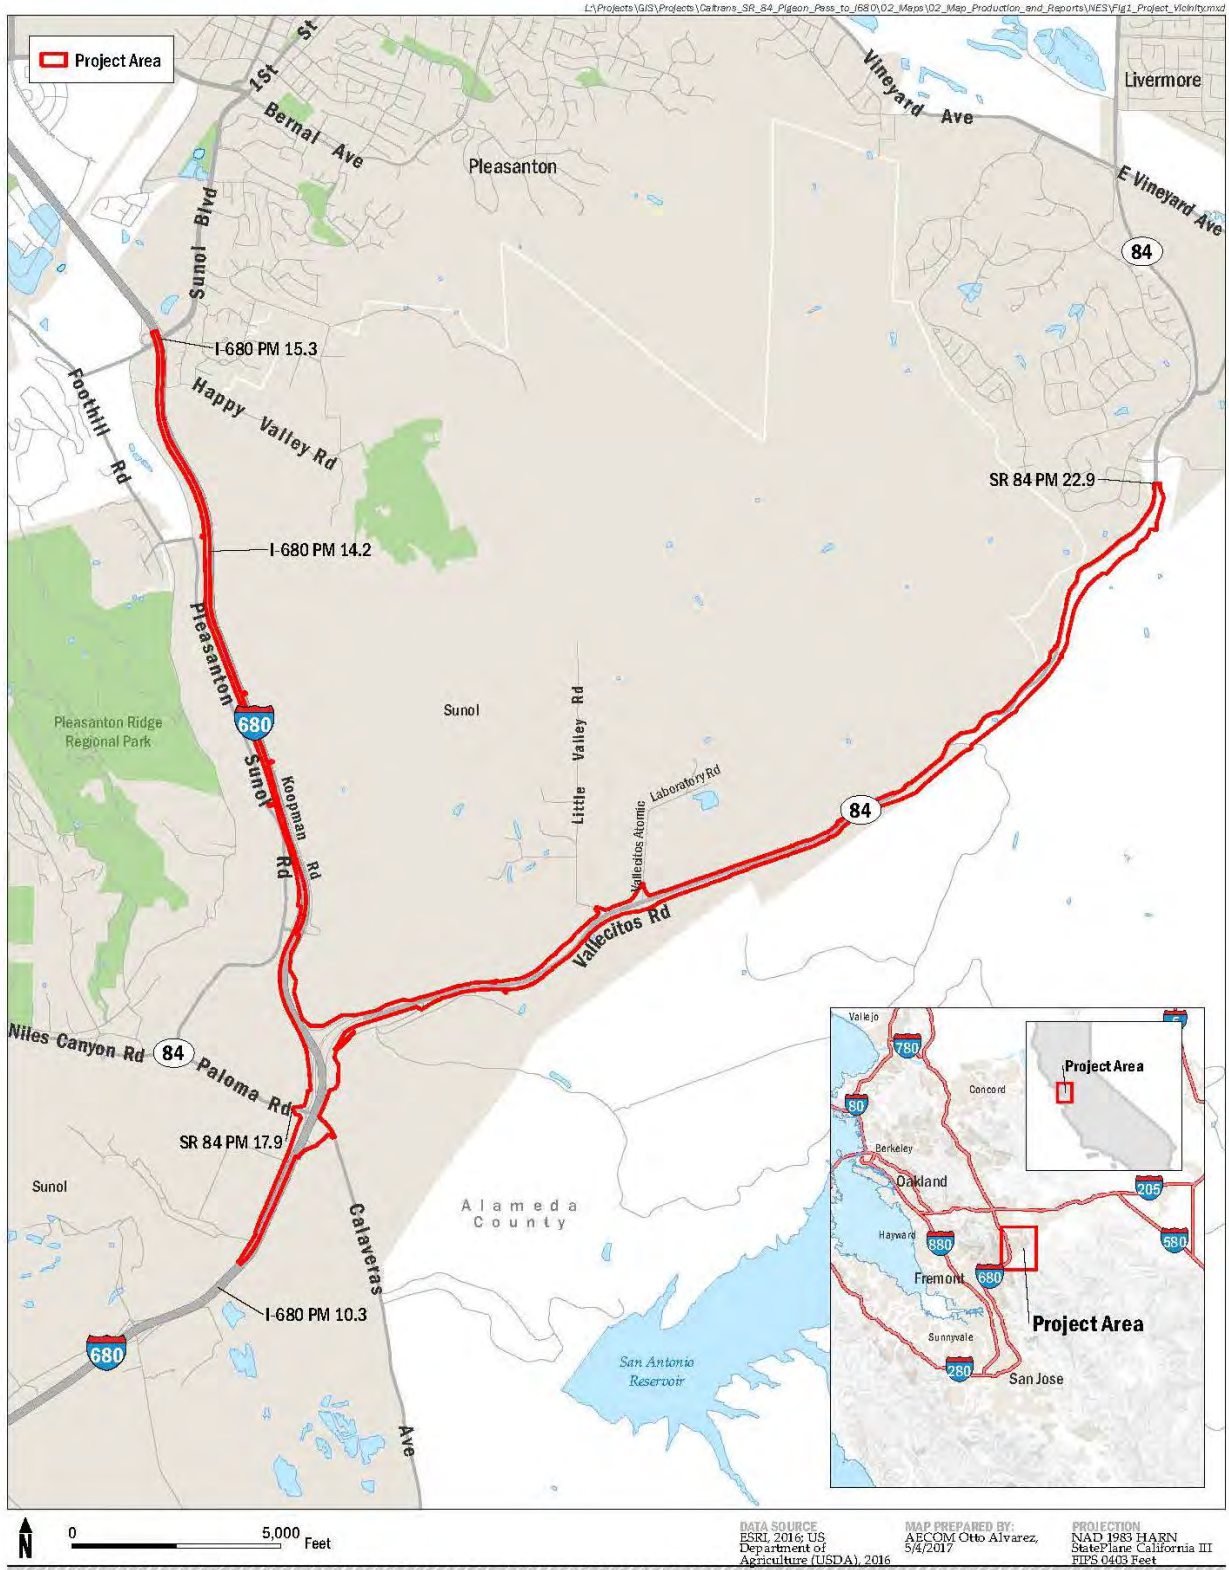 L:\Projects\GIS\Projects\Caltrans_SR_84_Pigeon_Pass_to_I680\02_Maps\02_Map_Production_and_Reports\NES\Fig1_Project_Vicinity.mxd
Project Area
1St St
Bernal Ave
Pleasanton
Vineyard Ave
Livermore
E Vineyard Ave
84
Sunol Blvd
I-680 PM 15.3
Foothill Rd
Happy Valley Rd
SR 84 PM 22.9
I-680 PM 14.2
Pleasanton Sunol Rd
680
Pleasanton Ridge
Regional Park
Sunol
Koopman Rd
Little Valley Rd
Vallecitos Atomic
Laboratory Rd
84
Vallecitos Rd
Niles Canyon Rd
84
Paloma Rd
SR 84 PM 17.9
Sunol
Alameda
County
Calaveras Ave
I-680 PM 10.3
680
San Antonio
Reservoir
Vallejo
780
5
Project Area
Concord
80
Berkeley
Oakland
205
Hayward
880
580
Fremont
680
Project Area
Sunnyvale
280
San Jose
N
0 5,000 Feet
DATA SOURCE
ESRI, 2016; US
Department of
Agriculture (USDA), 2016
MAP PREPARED BY:
AECOM Otto Alvarez,
5/4/2017
PROJECTION
NAD 1983 HARN
StatePlane California III
FIPS 0403 Feet